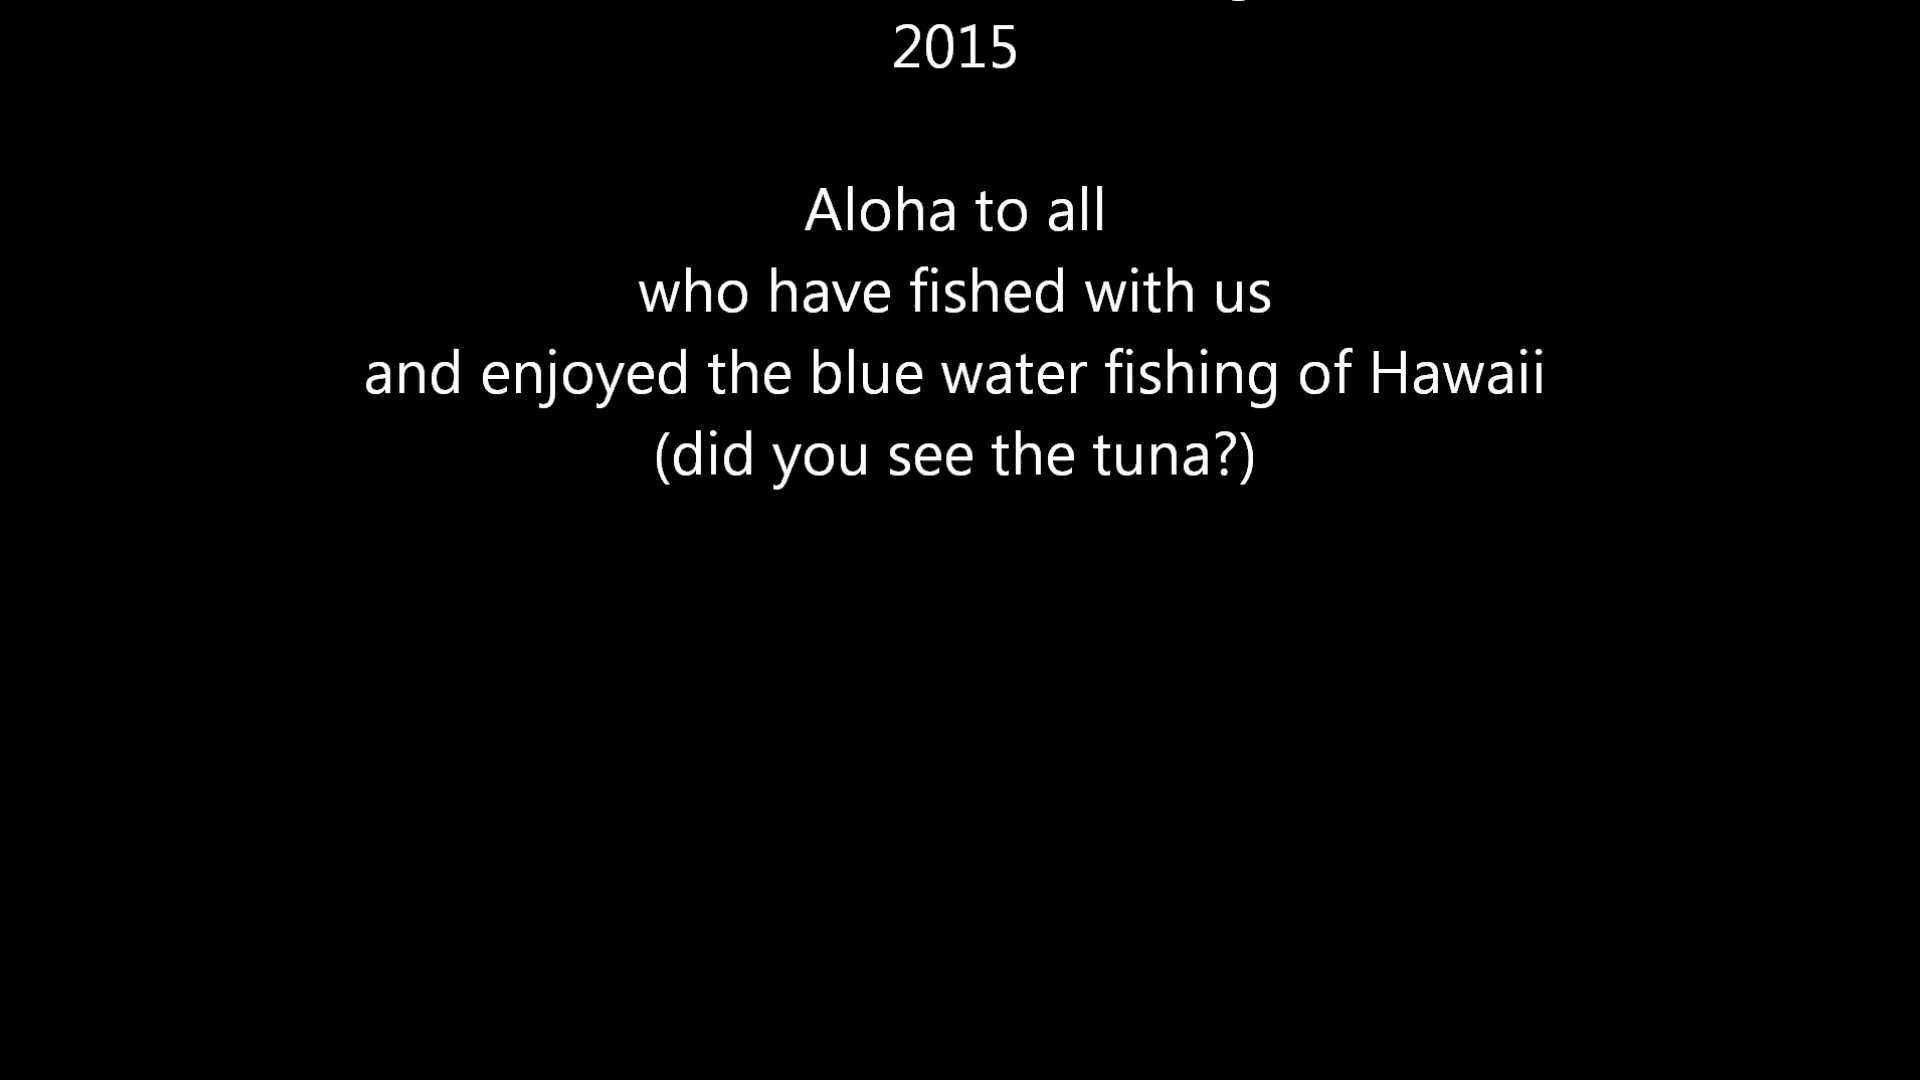 2015
Aloha to all
who have fished with us
and enjoyed the blue water fishing of Hawaii
(did you see the tuna?)